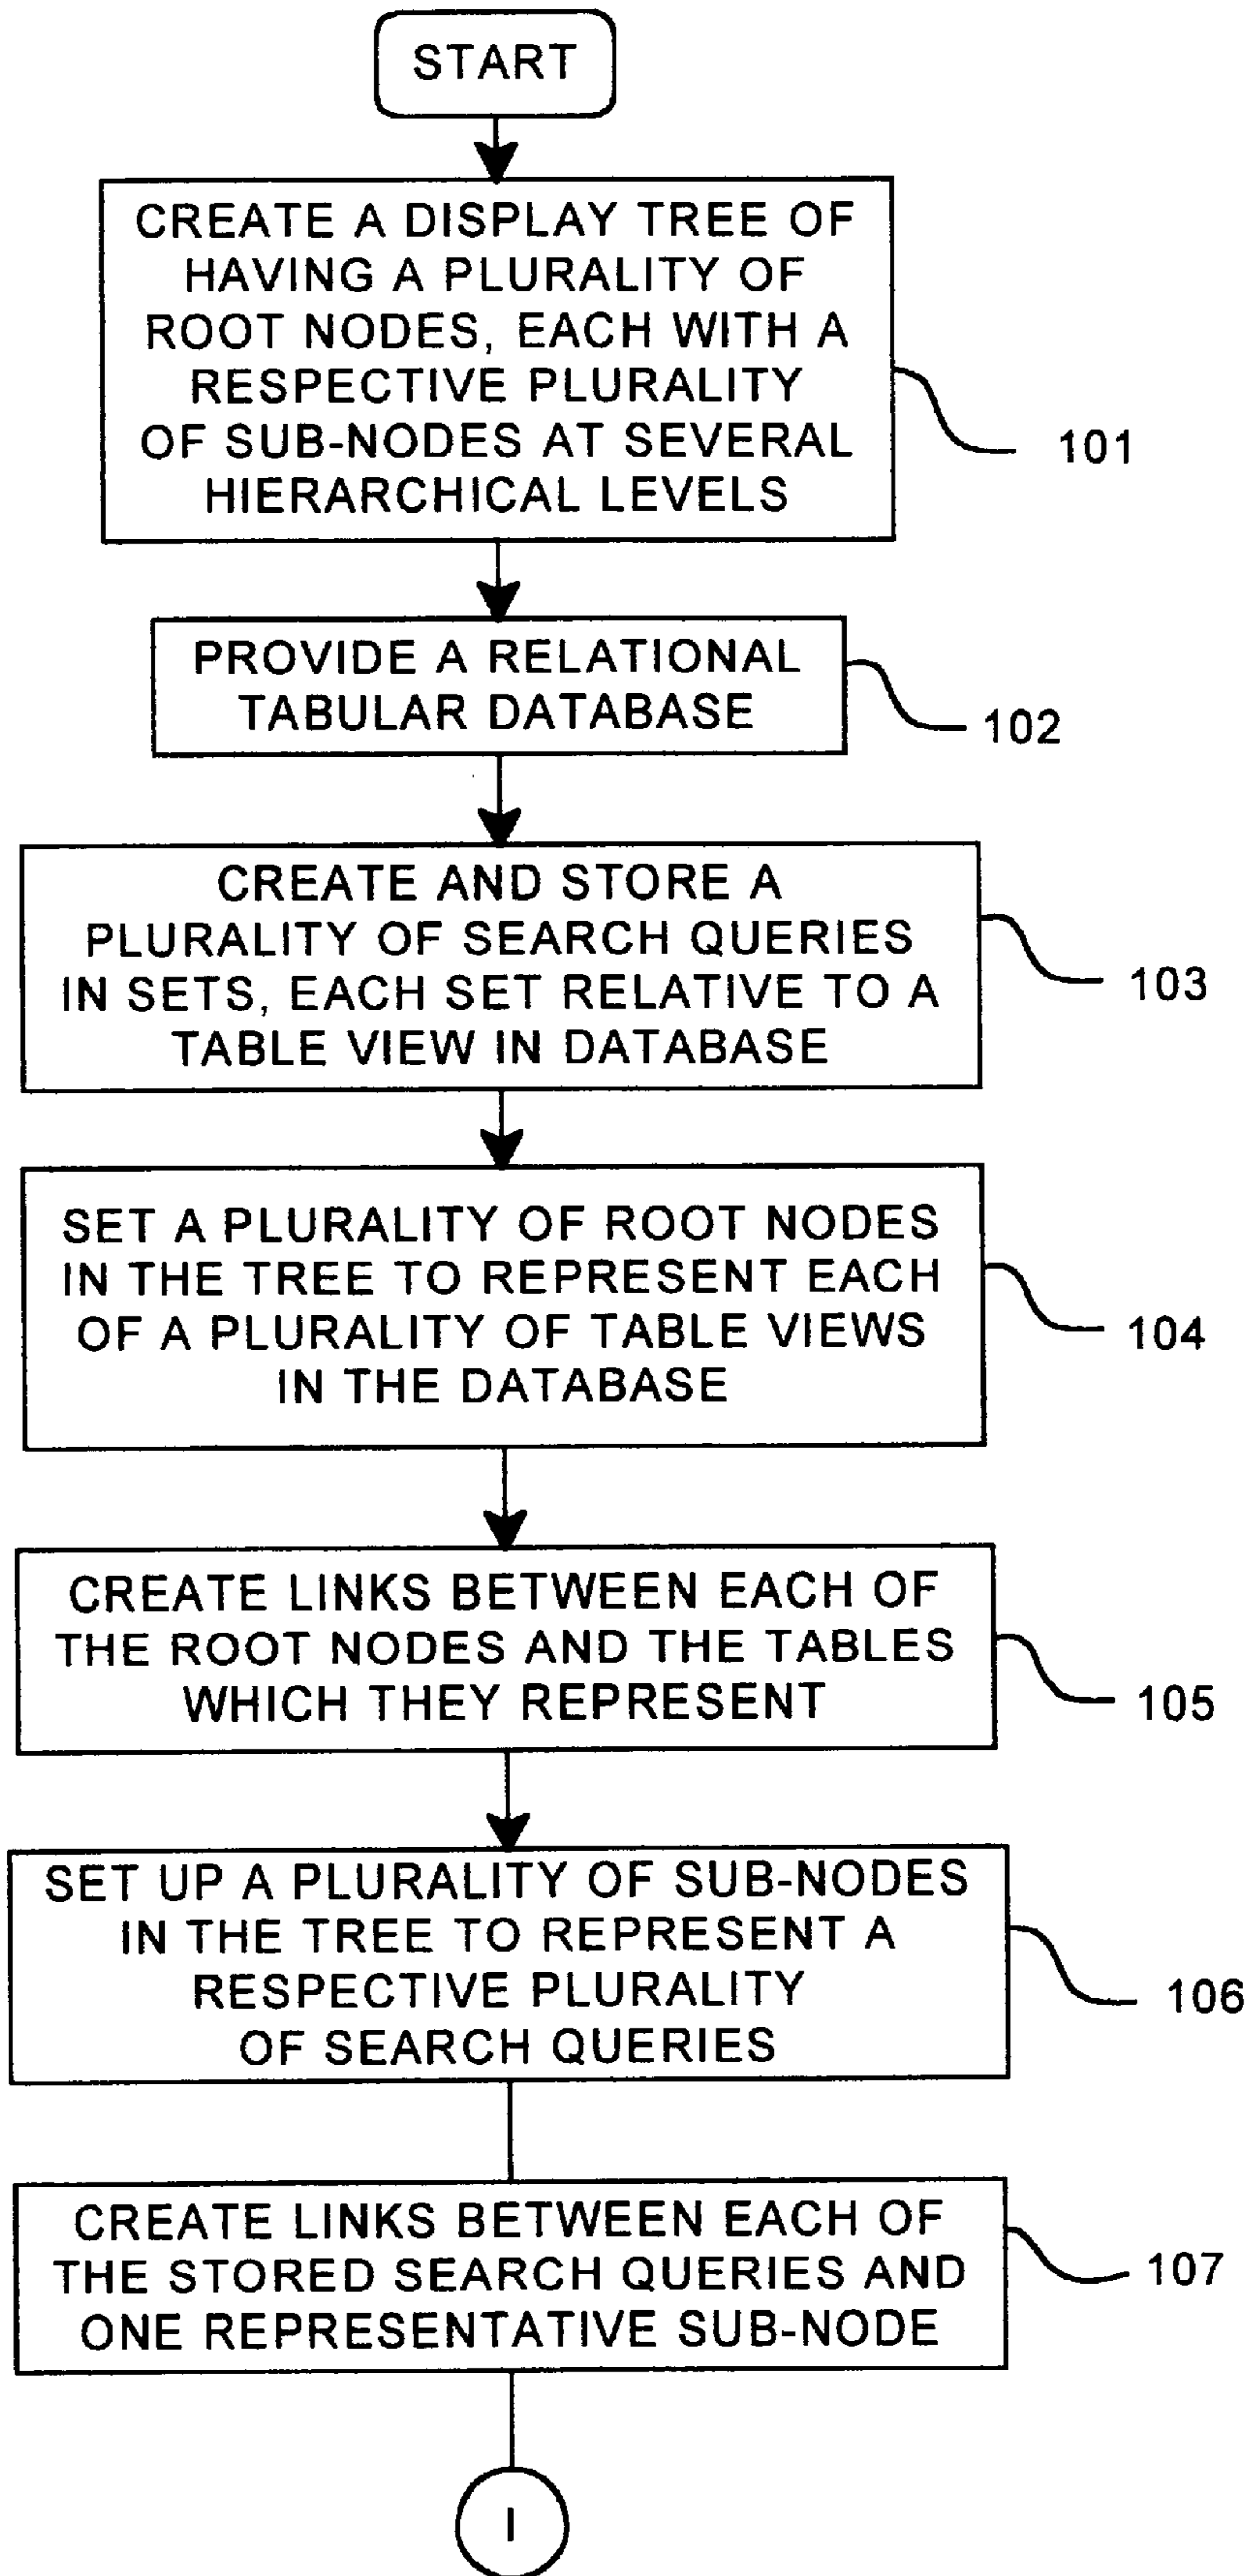 START
CREATE A DISPLAY TREE OF
HAVING A PLURALITY OF
ROOT NODES, EACH WITH A
RESPECTIVE PLURALITY
OF SUB-NODES AT SEVERAL
HIERARCHICAL LEVELS
101
PROVIDE A RELATIONAL
TABULAR DATABASE
102
CREATE AND STORE A
PLURALITY OF SEARCH QUERIES
IN SETS, EACH SET RELATIVE TO A
TABLE VIEW IN DATABASE
103
SET A PLURALITY OF ROOT NODES
IN THE TREE TO REPRESENT EACH
OF A PLURALITY OF TABLE VIEWS
IN THE DATABASE
104
CREATE LINKS BETWEEN EACH OF
THE ROOT NODES AND THE TABLES
WHICH THEY REPRESENT
105
SET UP A PLURALITY OF SUB-NODES
IN THE TREE TO REPRESENT A
RESPECTIVE PLURALITY
OF SEARCH QUERIES
106
CREATE LINKS BETWEEN EACH OF
THE STORED SEARCH QUERIES AND
ONE REPRESENTATIVE SUB-NODE
107
I